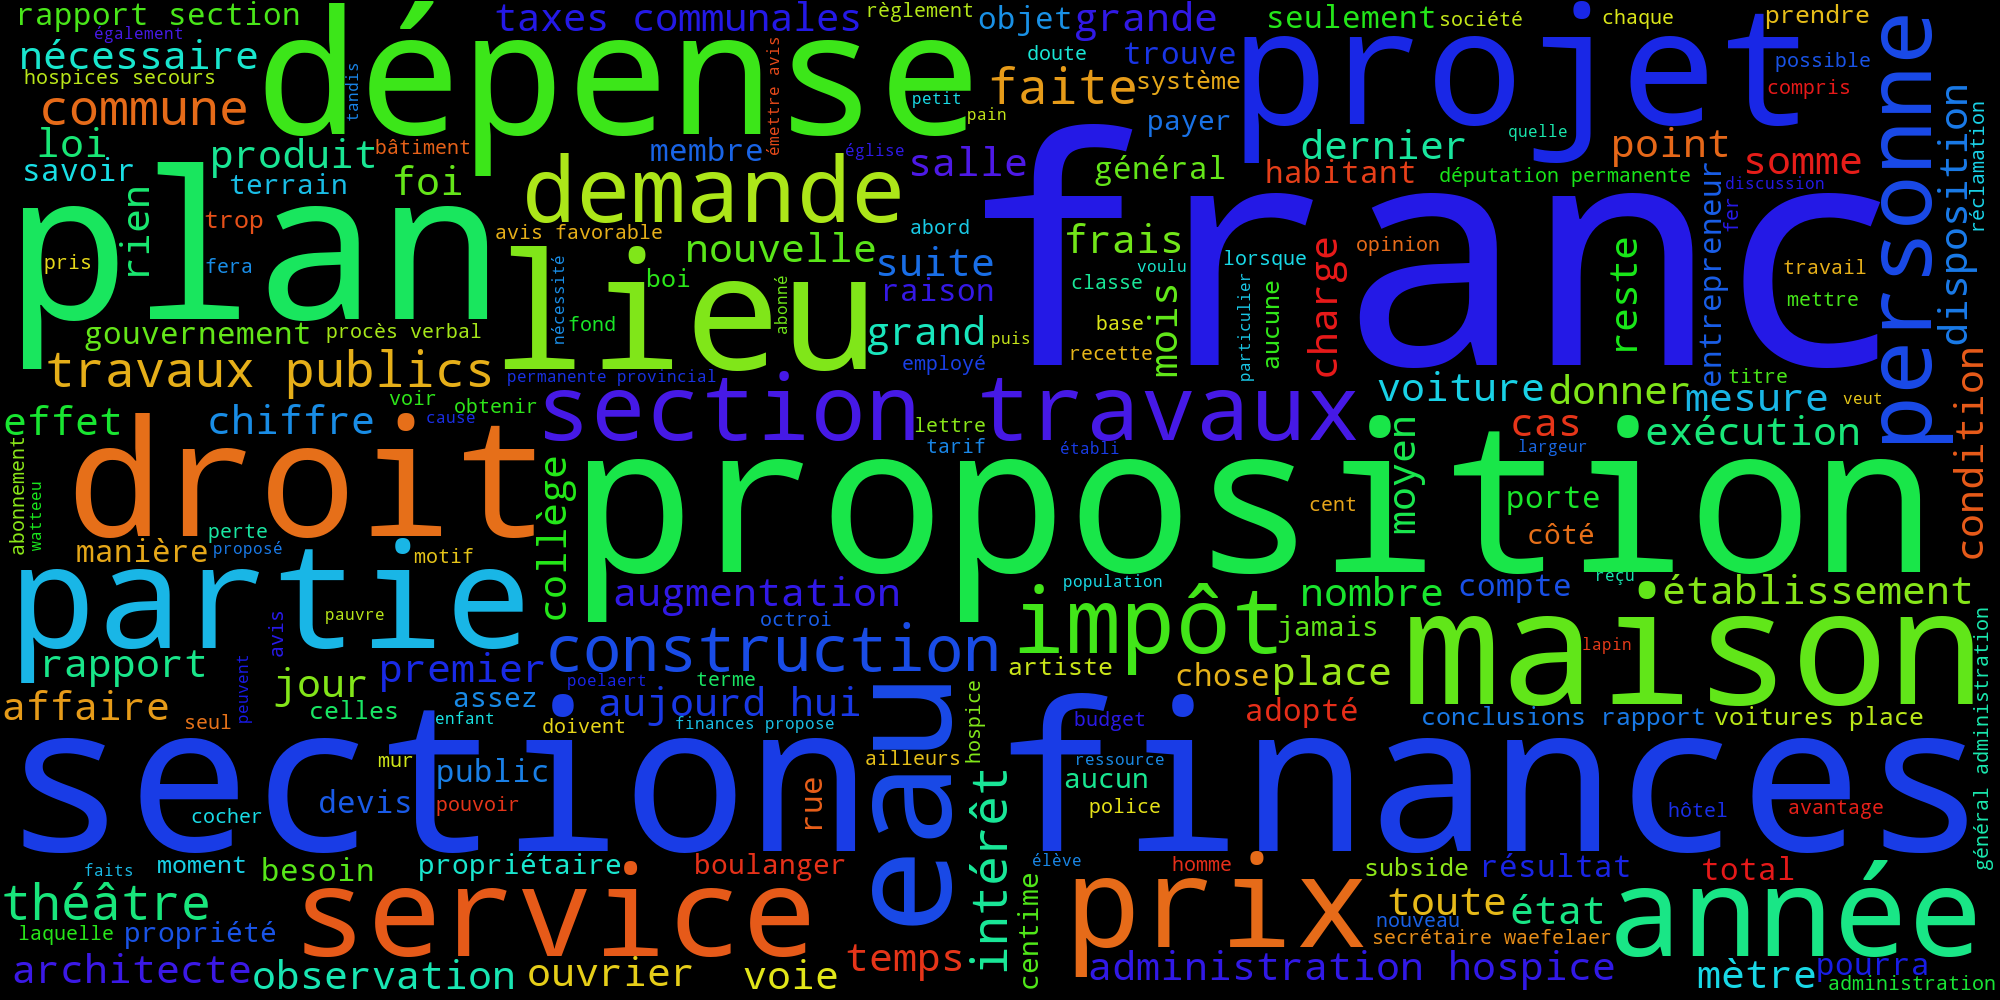 rapport section
taxes communales
règlement
objet
grande
seulement
société
chaque
prendre
également
nécessaire
dépense
émettre avis
doute
trouve
projet
possible
personne
hospices secours
tandis
petit
faite
système
compris
disposition
réclamation
commune
pain
payer
quelle
loi
produit
bâtiment
membre
église
dernier
point
savoir
terrain
foi
demande
salle
général
habitant
députation permanente
somme
discussion
plan
rien
trop
avis favorable
abord
franc
entrepreneur
fer
pris
fera
lieu
nouvelle
suite
frais
voulu
lorsque
opinion
travail
nécessité
boi
abonné
raison
classe
particulier
aucune
charge
reste
mettre
gouvernement
procès verbal
fond
grand
puis
base
mois
recette
travaux publics
permanente provincial
employé
voiture
donner
titre
mesure
veut
condition
effet
chiffre
voir
cause
obtenir
section travaux
lettre
tarif
établi
moyen
cas
largeur
exécution
droit
abonnement
watteeu
collège
proposition
cent
porte
côté
perte
manière
proposé
motif
partie
avis
pauvre
augmentation
octroi
population
impôt
nombre
compte
reçu
établissement
rapport
peuvent
jour
premier
construction
poelaert
terme
artiste
jamais
chose
place
maison
lapin
général administration
affaire
seul
celles
assez
enfant
aujourd hui
doivent
finances propose
eau
hospice
budget
adopté
conclusions rapport
voitures place
section
finances
mur
public
ailleurs
ressource
aucun
cocher
devis
pouvoir
rue
intérêt
police
hôtel
avantage
faits
moment
besoin
propriétaire
boulanger
élève
homme
subside
résultat
total
théâtre
service
centime
prix
toute
état
année
laquelle
propriété
nouveau
secrétaire waefelaer
architecte
observation
ouvrier
voie
temps
administration hospice
mètre
pourra
administration